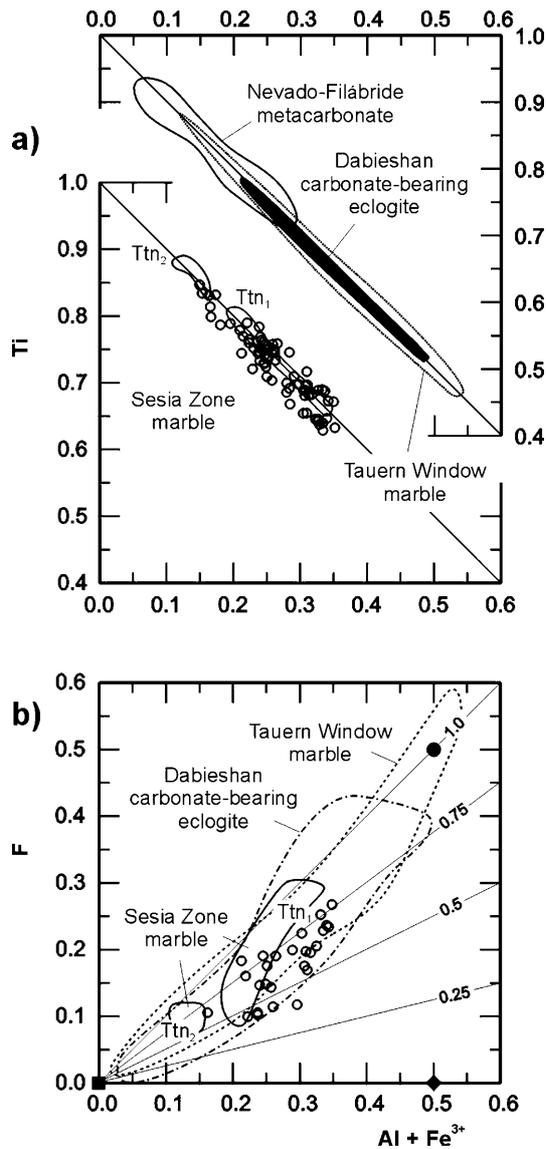 0.0 0.1 0.2 0.3 0.4 0.5 0.6
1.0
Nevado-Filábride
metacarbonate
0.9
a)
Dabieshan
carbonate-bearing
eclogite
0.8
1.0
0.7
0.9
Ttn2
Ttn1
0.6
0.8
Ti
0.7
0.5
Sesia Zone
marble
0.6
0.4
Tauern Window
marble
0.5
0.4
0.0 0.1 0.2 0.3 0.4 0.5 0.6
0.6
b)
Tauern Window
marble
1.0
0.5
Dabieshan
carbonate-bearing
eclogite
0.75
0.4
F
0.3
0.5
Ttn1
Sesia Zone
marble
0.2
0.25
0.1
Ttn2
0.0
0.0 0.1 0.2 0.3 0.4 0.5 0.6
Al + Fe3+